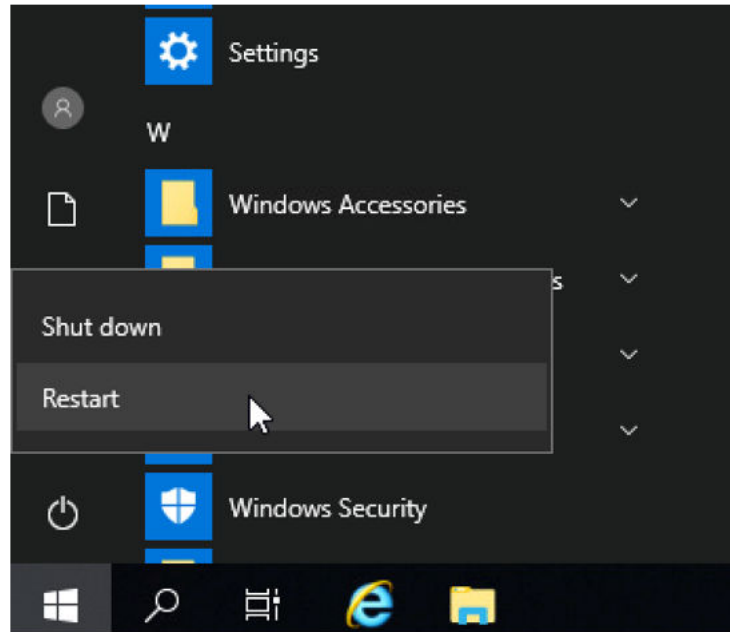 Settings
W
Windows Accessories
s
Shut down
Restart
Windows Security